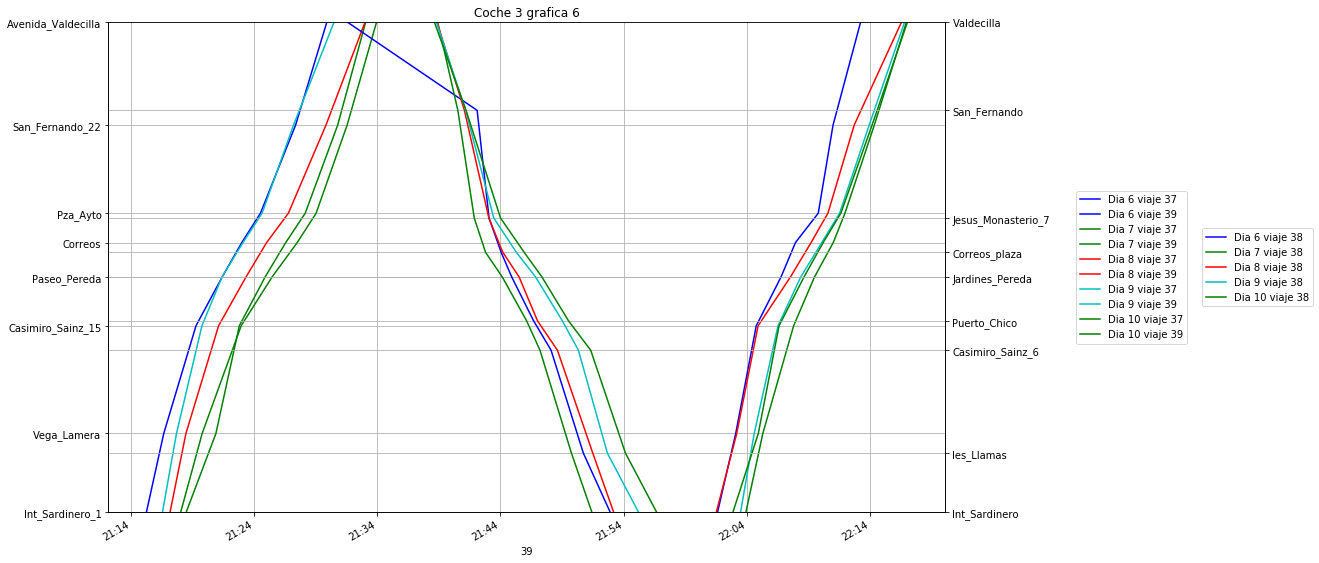 Coche 3 grafica 6
Avenida_Valdecilla
San_Fernando_22
Pza_Ayto
Correos
Paseo_Pereda
Casimiro_Sainz_15
Vega_Lamera
Int_Sardinero_1
Valdecilla
San_Fernando
Jesus_Monasterio_7
Correos_plaza
Jardines_Pereda
Puerto_Chico
Casimiro_Sainz_6
Ies_Llamas
Int_Sardinero
21:14
21:24
21:34
21:44
21:54
22:04
22:14
39
Dia 6 viaje 37
Dia 6 viaje 39
Dia 7 viaje 37
Dia 7 viaje 39
Dia 8 viaje 37
Dia 8 viaje 39
Dia 9 viaje 37
Dia 9 viaje 39
Dia 10 viaje 37
Dia 10 viaje 39
Dia 6 viaje 38
Dia 7 viaje 38
Dia 8 viaje 38
Dia 9 viaje 38
Dia 10 viaje 38